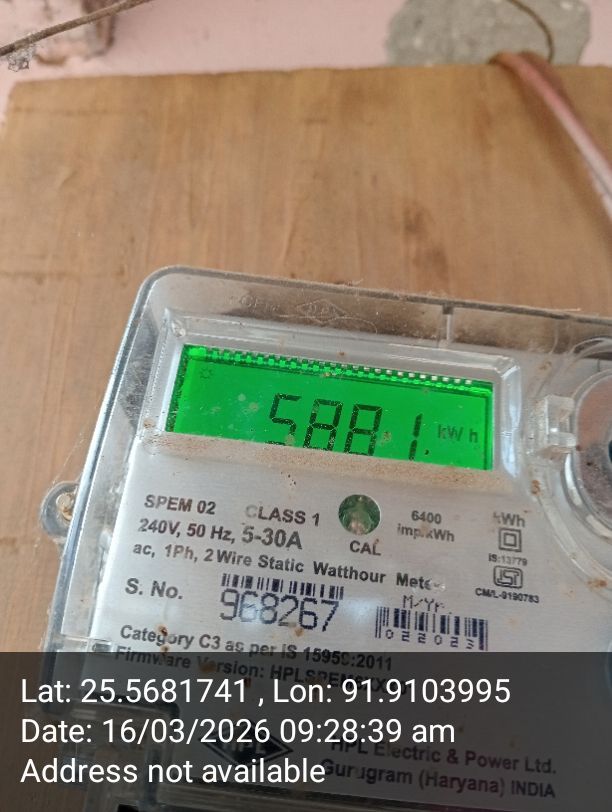 5881 kWh
SPEM 02 CLASS 1 6400 imp/kWh kWh
240V, 50 Hz, 5-30A CAL
ac, 1Ph, 2 Wire Static Watthour Meter
IS:13779
CM/L-9190783
S. No. 968267 M/Yr. 022023
Category C3 as per IS 15959:2011
Firmware Version:
Lat: 25.5681741 , Lon: 91.9103995
Date: 16/03/2026 09:28:39 am
Address not available
HPL
HPL Electric & Power Ltd.
Gurugram (Haryana) INDIA